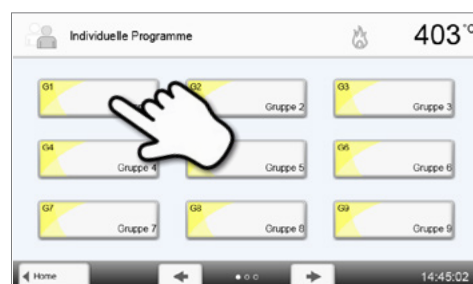 Individuelle Programme
403 °C
G1
G2
Gruppe 2
G3
Gruppe 3
G4
Gruppe 4
Gruppe 5
G6
Gruppe 6
G7
Gruppe 7
G8
Gruppe 8
G9
Gruppe 9
Home
14:45:02